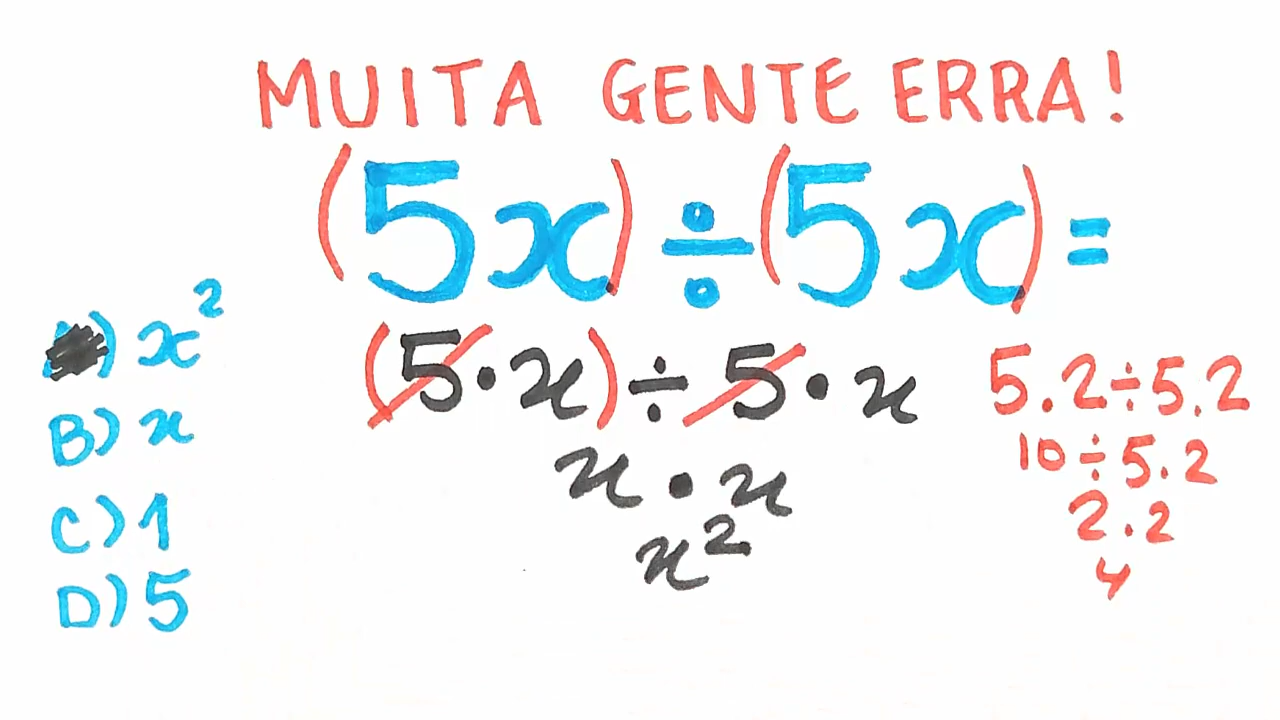 MUITA GENTE ERRA!
(5x) ÷ (5x) =
) x²
B) x
C) 1
D) 5
(5 · x) ÷ 5 · x
x · x
x²
5.2÷5.2
10÷5.2
2.2
4